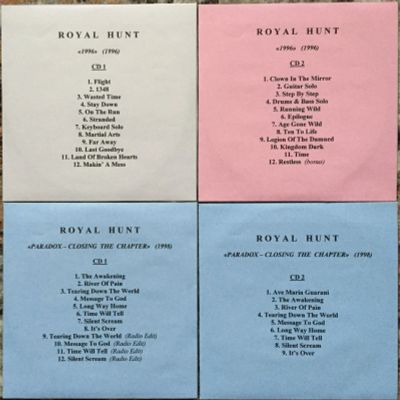 ROYAL HUNT
«1996» (1996)
CD 1
1. Flight
2. 1348
3. Wasted Time
4. Stay Down
5. On The Run
6. Stranded
7. Keyboard Solo
8. Martial Arts
9. Far Away
10. Last Goodbye
11. Land Of Broken Hearts
12. Makin' A Mess
ROYAL HUNT
«1996» (1996)
CD 2
1. Clown In The Mirror
2. Guitar Solo
3. Step By Step
4. Drums & Bass Solo
5. Running Wild
6. Epilogue
7. Age Gone Wild
8. Ten To Life
9. Legion Of The Damned
10. Kingdom Dark
11. Time
12. Restless (bonus)
ROYAL HUNT
«PARADOX – CLOSING THE CHAPTER» (1998)
CD 1
1. The Awakening
2. River Of Pain
3. Tearing Down The World
4. Message To God
5. Long Way Home
6. Time Will Tell
7. Silent Scream
8. It's Over
9. Tearing Down The World (Radio Edit)
10. Message To God (Radio Edit)
11. Time Will Tell (Radio Edit)
12. Silent Scream (Radio Edit)
ROYAL HUNT
«PARADOX – CLOSING THE CHAPTER» (1998)
CD 2
1. Ave Maria Guarani
2. The Awakening
3. River Of Pain
4. Tearing Down The World
5. Message To God
6. Long Way Home
7. Time Will Tell
8. Silent Scream
9. It's Over